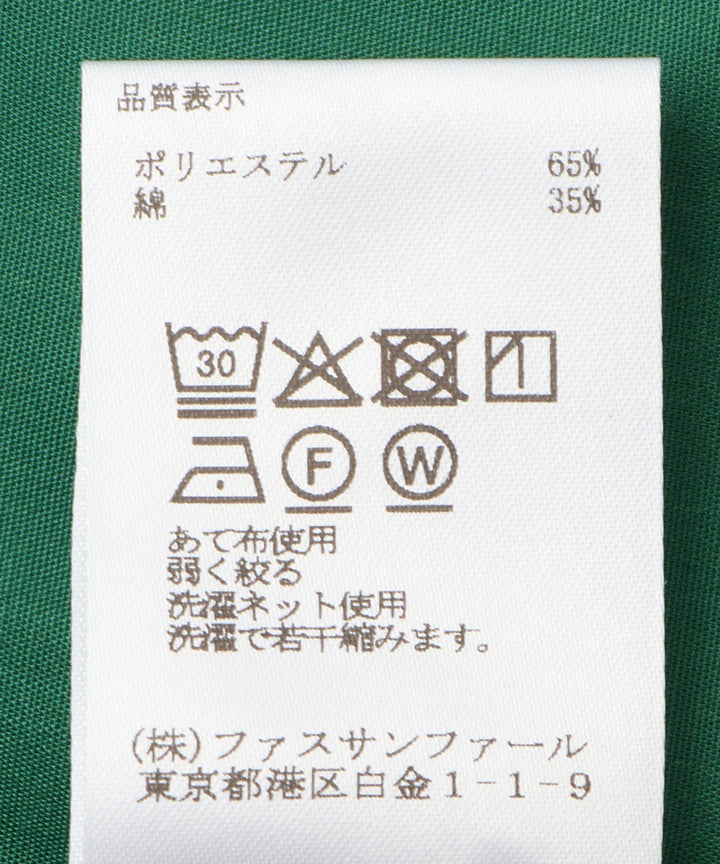 品質表示
ポリエステル 65%
綿 35%
30
F W
あて布使用
弱く絞る
洗濯ネット使用
洗濯で若干縮みます。
(株)ファスサンファール
東京都港区白金1-1-9